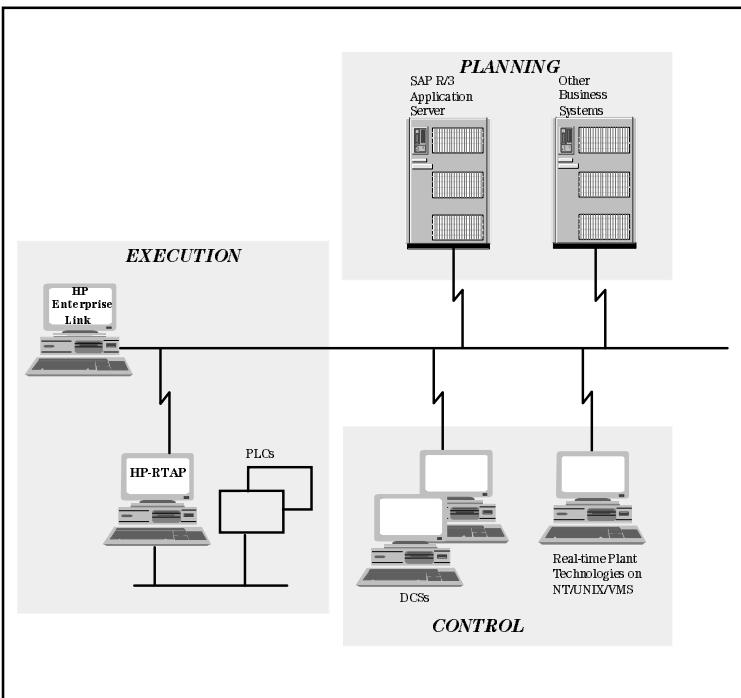 PLANNING
SAP R/3
Application
Server
Other
Business
Systems
EXECUTION
HP
Enterprise
Link
HP-RTAP
PLCs
DCSs
Real-time Plant
Technologies on
NT/UNIX/VMS
CONTROL